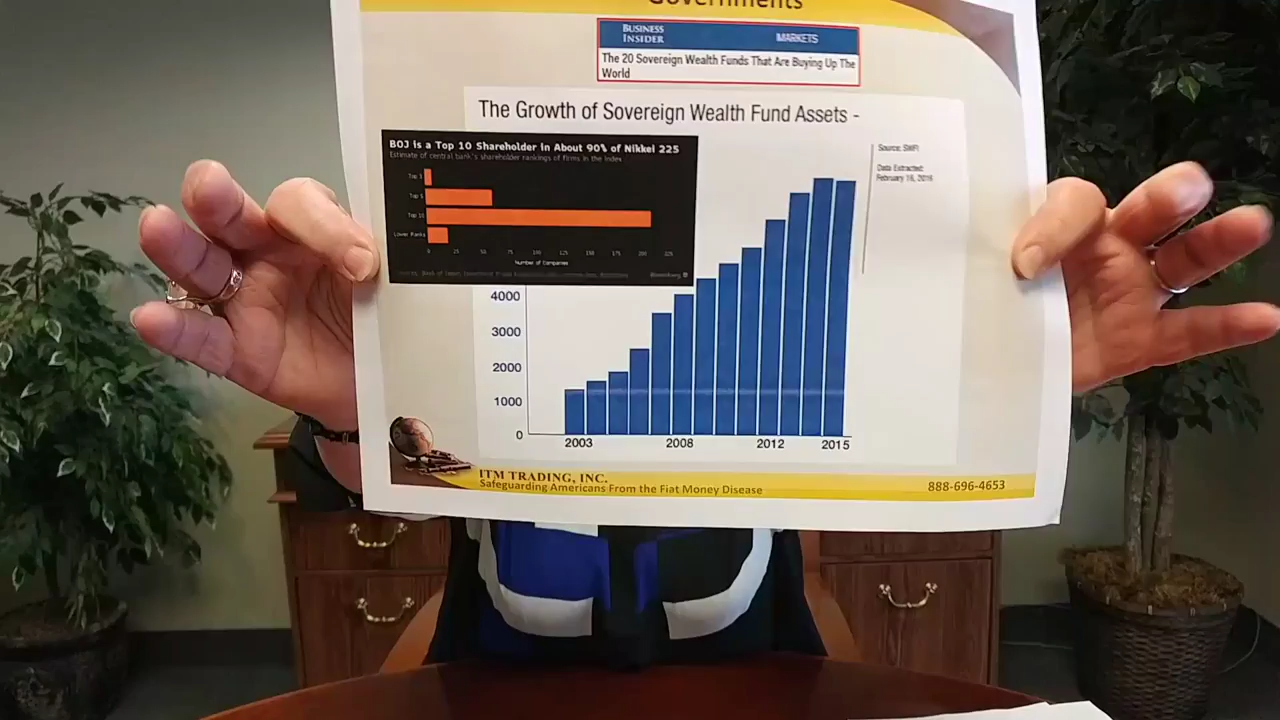 Governments
BUSINESS
INSIDER
MARKETS
The 20 Sovereign Wealth Funds That Are Buying Up The
World
The Growth of Sovereign Wealth Fund Assets -
BOJ is a Top 10 Shareholder in About 90% of Nikkei 225
Estimate of central bank's shareholder rankings of firms in the index
Top 5
Top 10
Lower Ranks
0 25 50 75 100 125 150 175 200 225
Number of Companies
Bloomberg
Source: SWFI
Data Extracted:
February 16, 2016
4000
3000
2000
1000
0
2003 2008 2012 2015
ITM TRADING, INC.
Safeguarding Americans From the Fiat Money Disease
888-696-4653